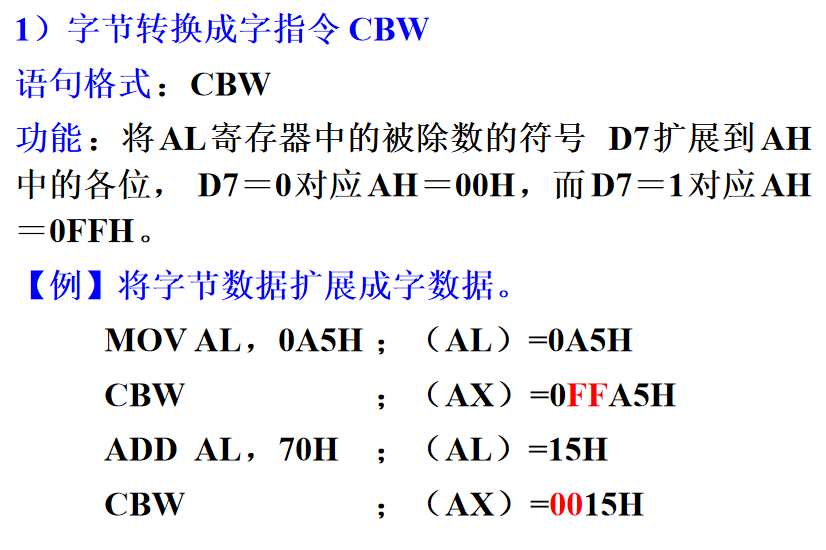 1）字节转换成字指令 CBW
语句格式：CBW
功能：将AL寄存器中的被除数的符号 D7扩展到AH
中的各位， D7＝0对应AH＝00H，而D7＝1对应AH
＝0FFH。
【例】将字节数据扩展成字数据。
MOV AL，0A5H ；（AL）=0A5H
CBW ；（AX）=0FFA5H
ADD AL，70H ；（AL）=15H
CBW ；（AX）=0015H